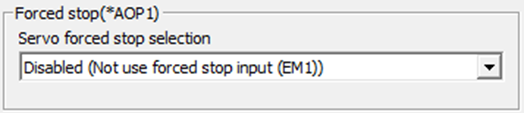 Forced stop(*AOP1)
Servo forced stop selection
Disabled (Not use forced stop input (EM1))